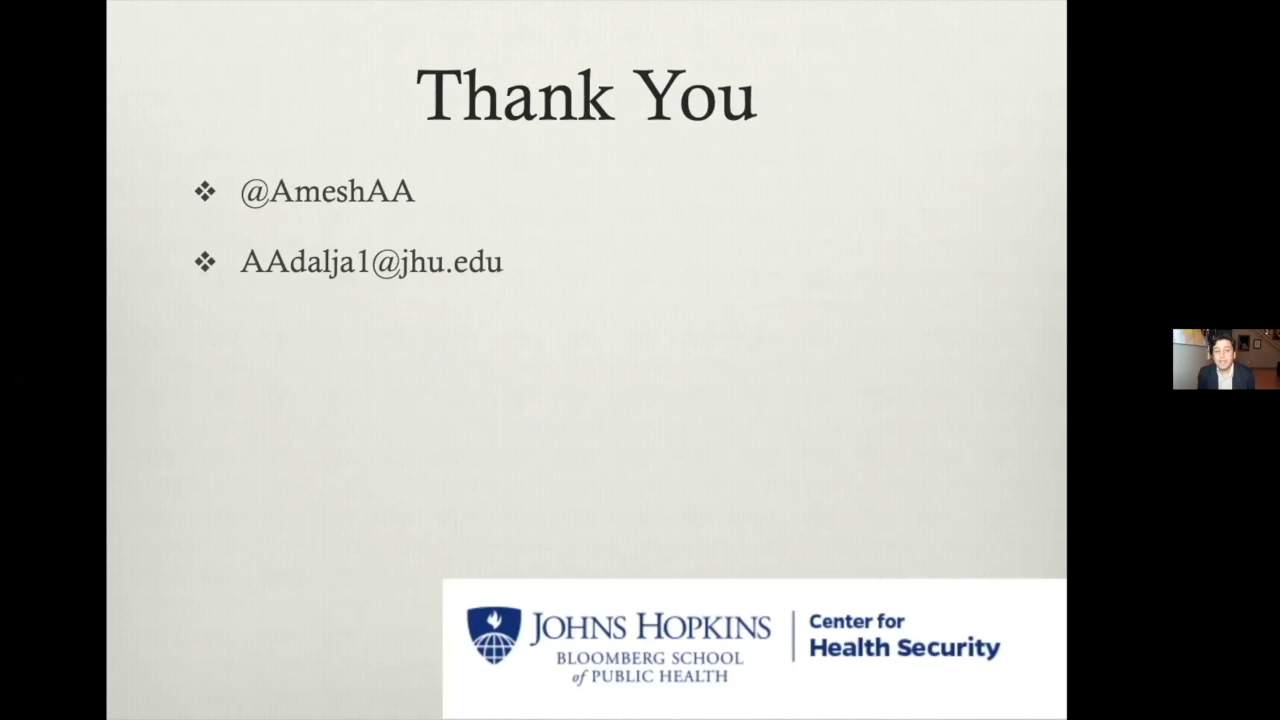 Thank You
@AmeshAA
AAdalja1@jhu.edu
JOHNS HOPKINS
BLOOMBERG SCHOOL
of PUBLIC HEALTH
Center for
Health Security